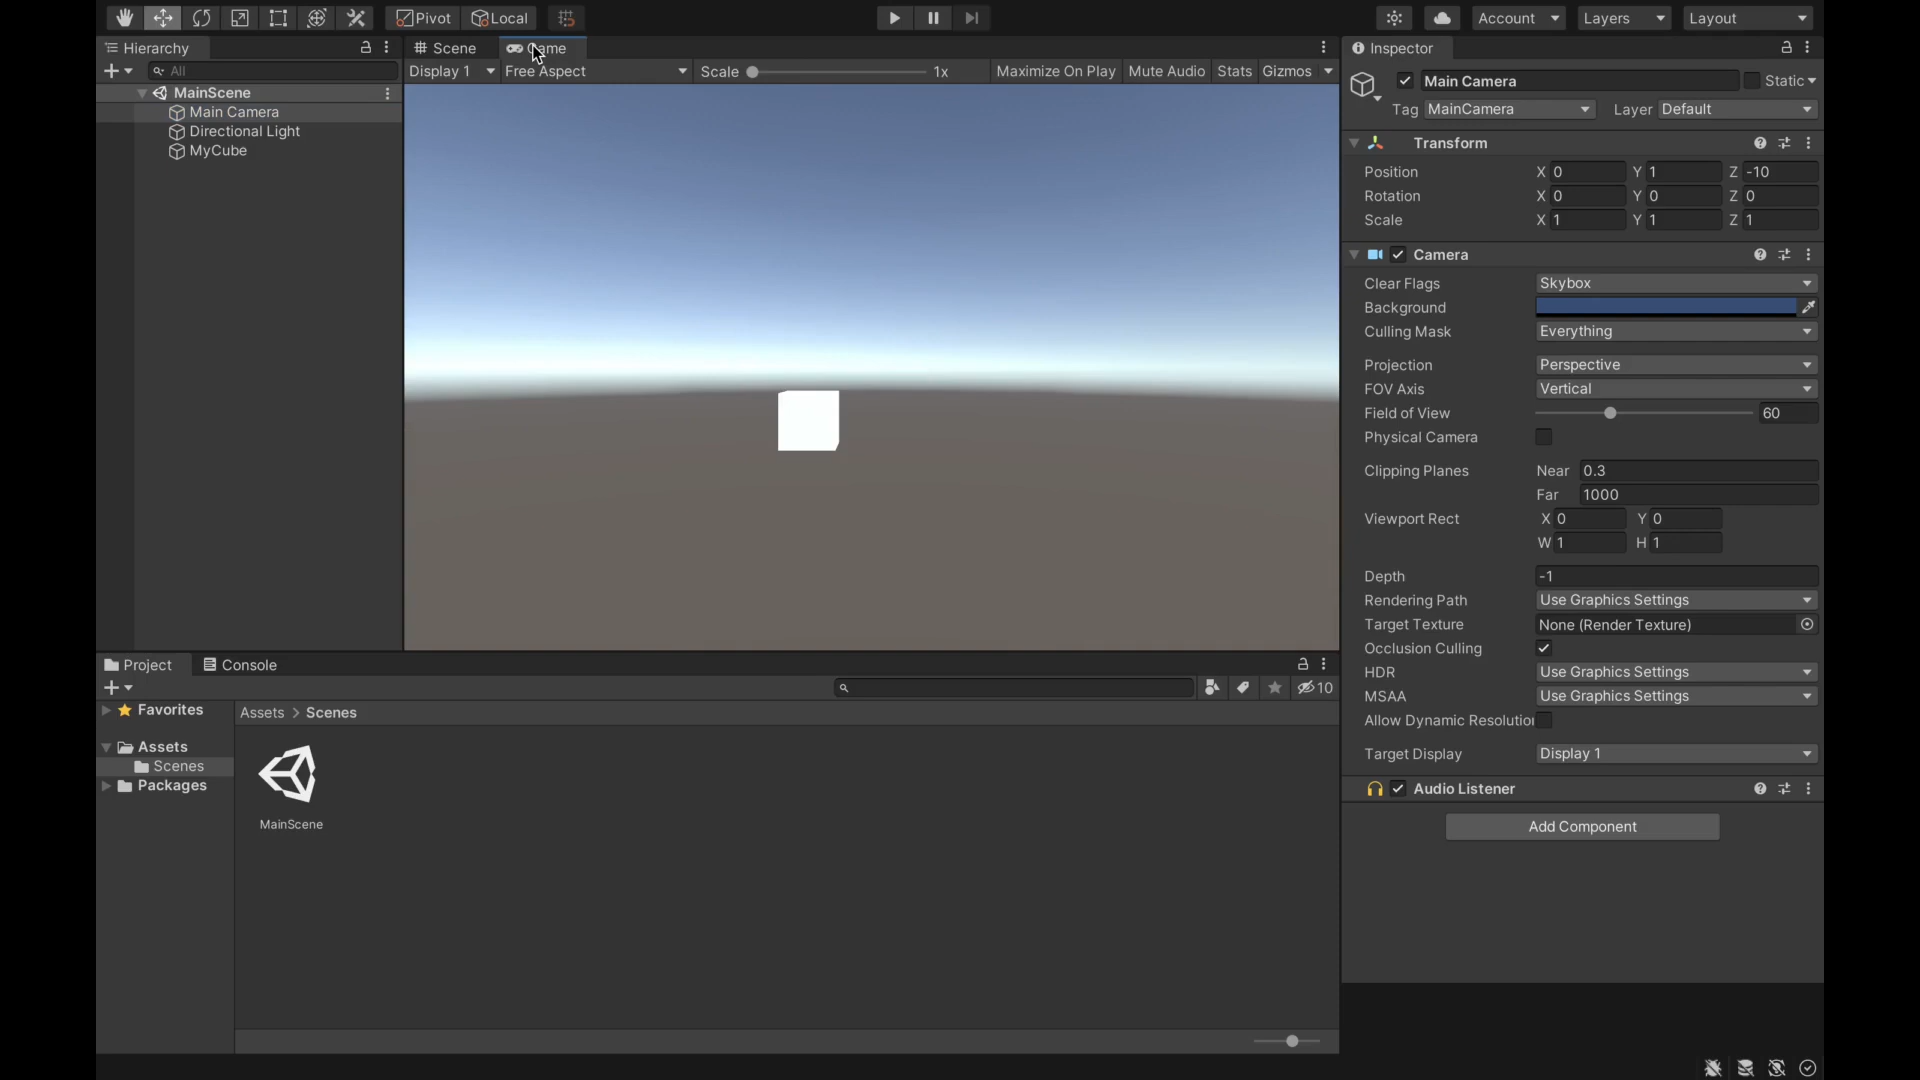 Pivot Local Account Layers Layout
Hierarchy
All
MainScene
Main Camera
Directional Light
MyCube
Scene Game
Display 1 Free Aspect Scale 1x Maximize On Play Mute Audio Stats Gizmos
Inspector
Main Camera Static
Tag MainCamera Layer Default
Transform
Position X 0 Y 1 Z -10
Rotation X 0 Y 0 Z 0
Scale X 1 Y 1 Z 1
Camera
Clear Flags Skybox
Background
Culling Mask Everything
Projection Perspective
FOV Axis Vertical
Field of View 60
Physical Camera
Clipping Planes Near 0.3
Far 1000
Viewport Rect X 0 Y 0
W 1 H 1
Depth -1
Rendering Path Use Graphics Settings
Target Texture None (Render Texture)
Occlusion Culling
HDR Use Graphics Settings
MSAA Use Graphics Settings
Allow Dynamic Resolution
Target Display Display 1
Audio Listener
Add Component
Project Console
10
Favorites
Assets
Scenes
Packages
Assets > Scenes
MainScene